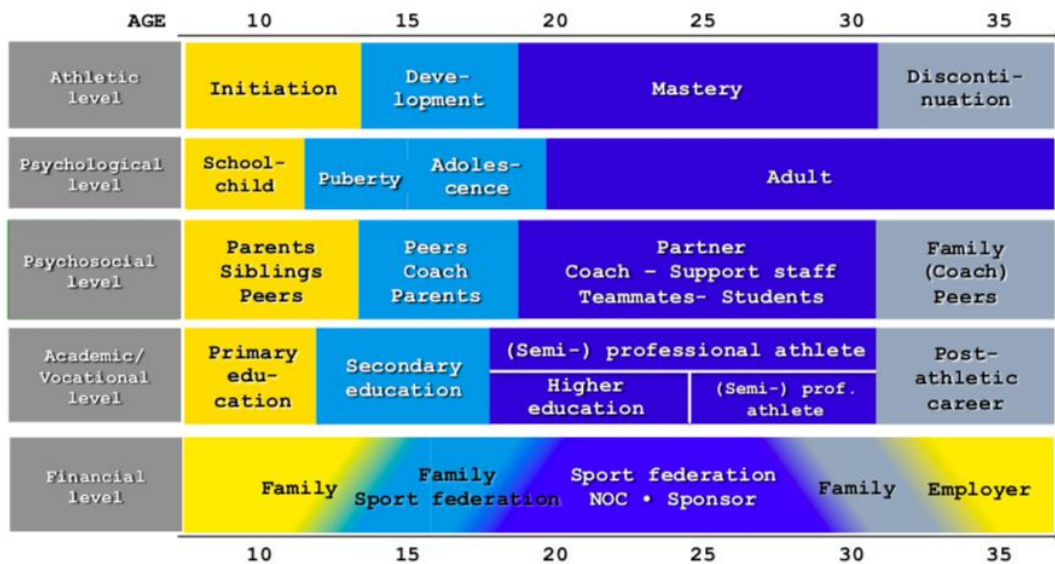 AGE 10 15 20 25 30 35
Athletic
level
Initiation
Deve-
lopment
Mastery
Disconti-
nuation
Psychological
level
School-
child
Puberty
Adoles-
cence
Adult
Psychosocial
level
Parents
Siblings
Peers
Peers
Coach
Parents
Partner
Coach – Support staff
Teammates- Students
Family
(Coach)
Peers
Academic/
Vocational
level
Primary
edu-
cation
Secondary
education
(Semi-) professional athlete
Higher
education
(Semi-) prof.
athlete
Post-
athletic
career
Financial
level
Family
Family
Sport federation
Sport federation
NOC • Sponsor
Family
Employer
10 15 20 25 30 35